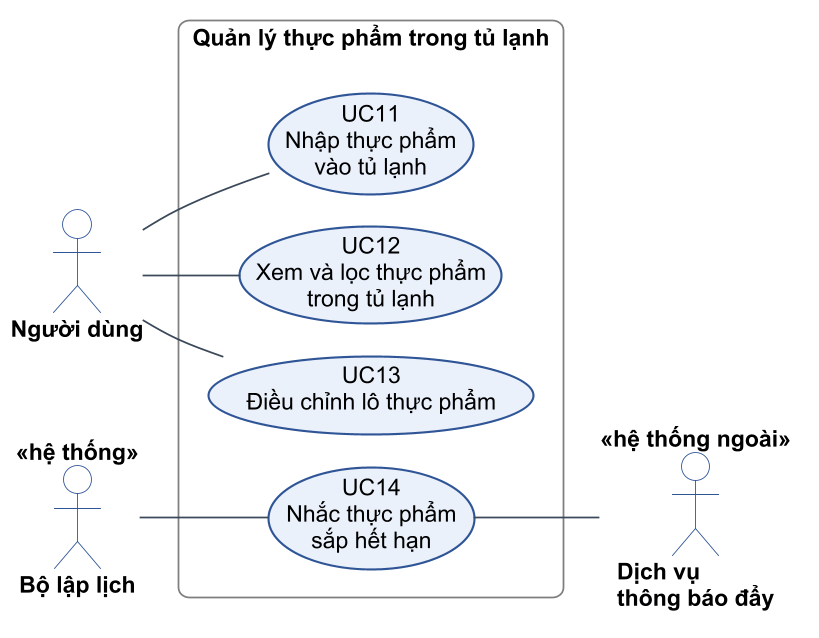 Quản lý thực phẩm trong tủ lạnh
UC11
Nhập thực phẩm
vào tủ lạnh
UC12
Xem và lọc thực phẩm
trong tủ lạnh
Người dùng
UC13
Điều chỉnh lô thực phẩm
«hệ thống»
Bộ lập lịch
UC14
Nhắc thực phẩm
sắp hết hạn
«hệ thống ngoài»
Dịch vụ
thông báo đẩy